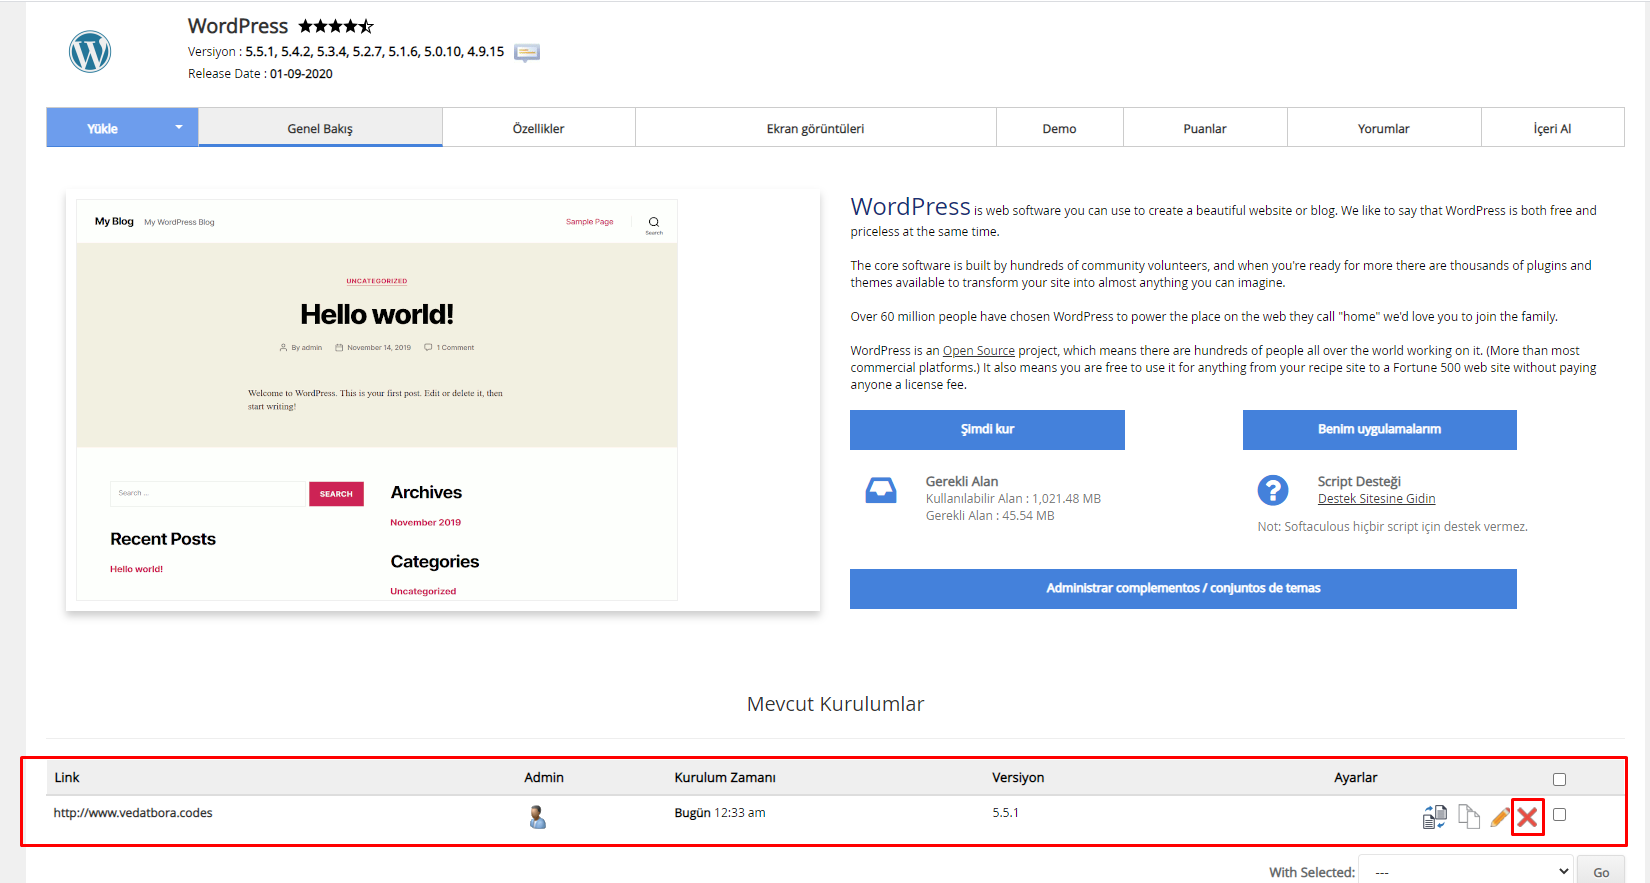 WordPress
Versiyon : 5.5.1, 5.4.2, 5.3.4, 5.2.7, 5.1.6, 5.0.10, 4.9.15
Release Date : 01-09-2020
Yükle
Genel Bakış
Özellikler
Ekran görüntüleri
Demo
Puanlar
Yorumlar
İçeri Al
My Blog My WordPress Blog
Sample Page
Search
UNCATEGORIZED
Hello world!
By admin November 14, 2019 1 Comment
Welcome to WordPress. This is your first post. Edit or delete it, then
start writing!
Search ...
SEARCH
Recent Posts
Hello world!
Archives
November 2019
Categories
Uncategorized
WordPress is web software you can use to create a beautiful website or blog. We like to say that WordPress is both free and
priceless at the same time.
The core software is built by hundreds of community volunteers, and when you're ready for more there are thousands of plugins and
themes available to transform your site into almost anything you can imagine.
Over 60 million people have chosen WordPress to power the place on the web they call "home" we'd love you to join the family.
WordPress is an Open Source project, which means there are hundreds of people all over the world working on it. (More than most
commercial platforms.) It also means you are free to use it for anything from your recipe site to a Fortune 500 web site without paying
anyone a license fee.
Şimdi kur
Benim uygulamalarım
Gerekli Alan
Kullanılabilir Alan : 1,021.48 MB
Gerekli Alan : 45.54 MB
Script Desteği
Destek Sitesine Gidin
Not: Softaculous hiçbir script için destek vermez.
Administrar complementos / conjuntos de temas
Mevcut Kurulumlar
Link Admin Kurulum Zamanı Versiyon Ayarlar
http://www.vedatbora.codes Bugün 12:33 am 5.5.1
With Selected: --- Go